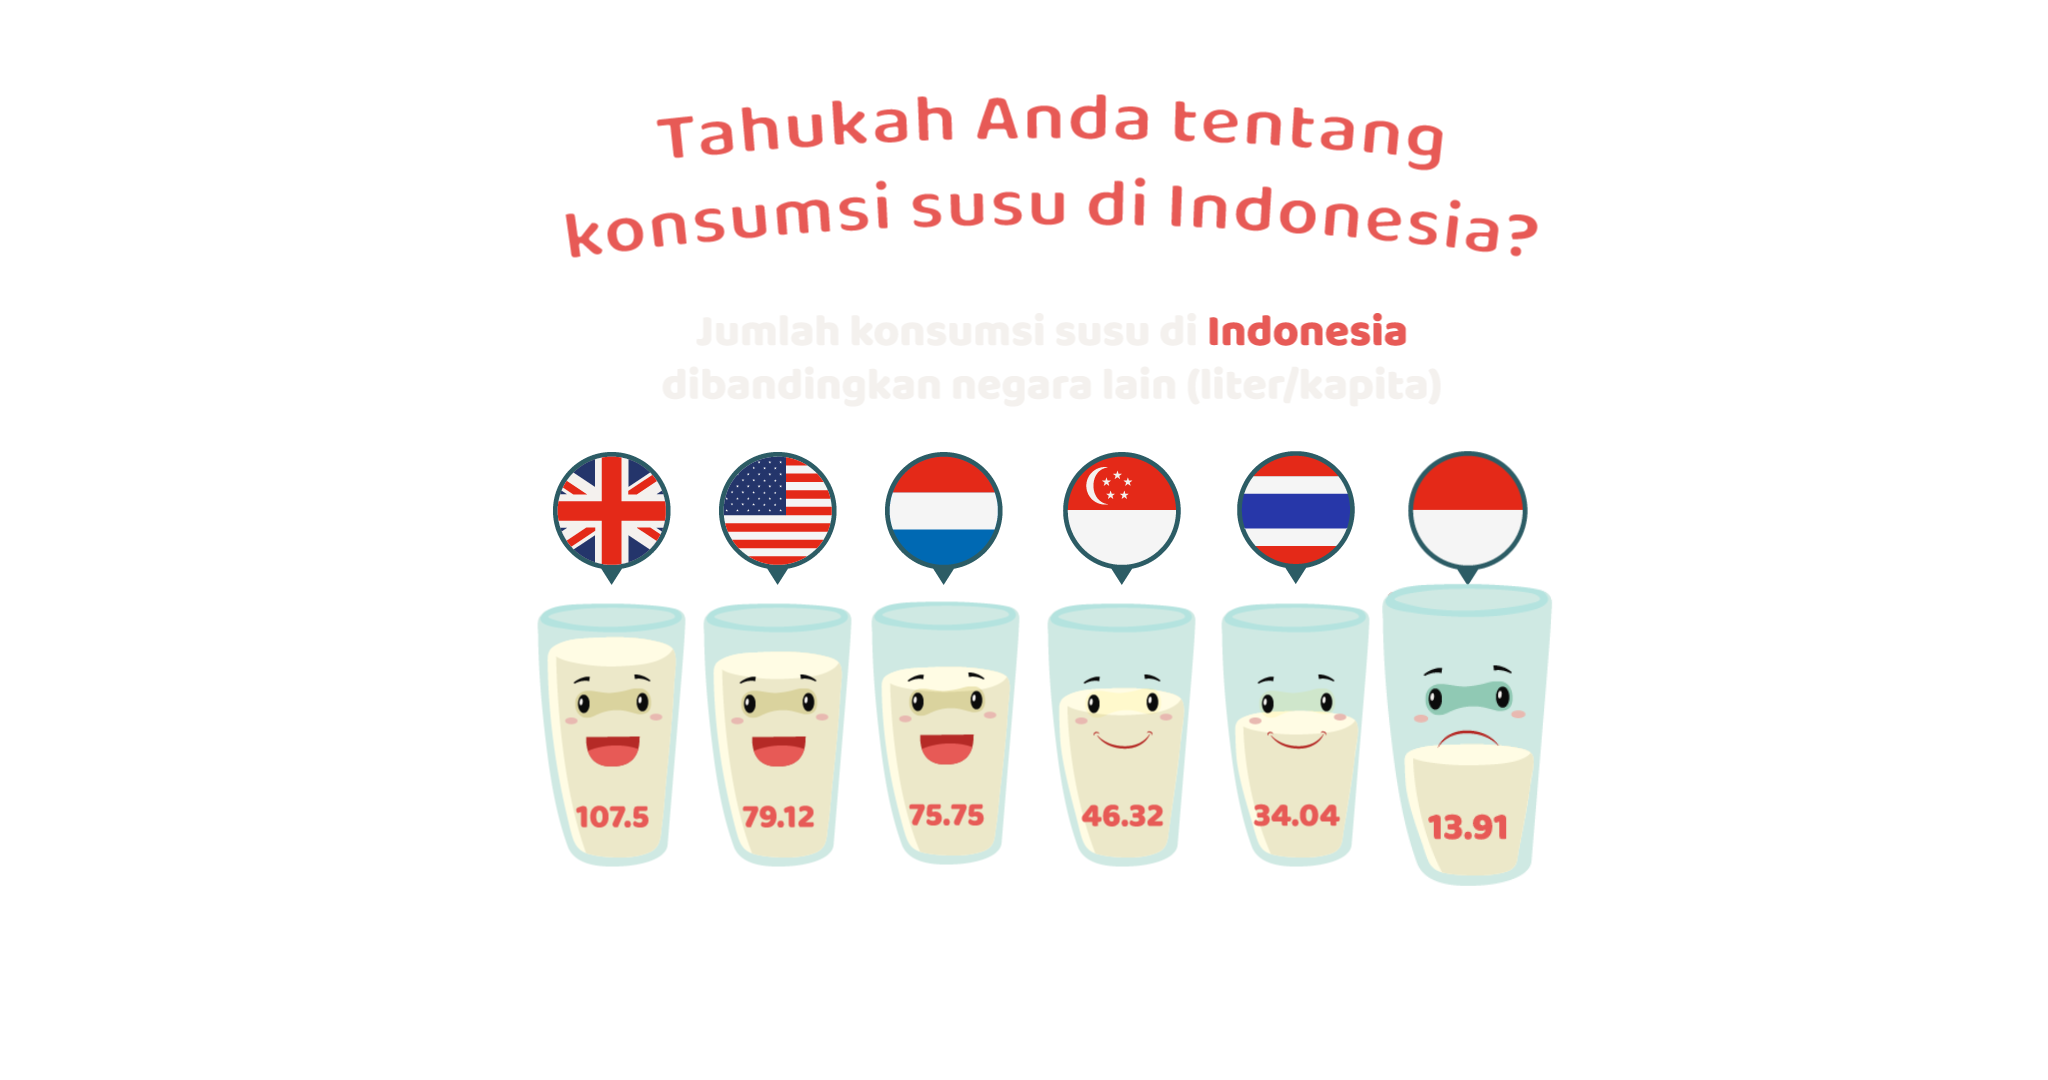 Tahukah Anda tentang
konsumsi susu di Indonesia?
Jumlah konsumsi susu di Indonesia
dibandingkan negara lain (liter/kapita)
107.5 79.12 75.75 46.32 34.04 13.91